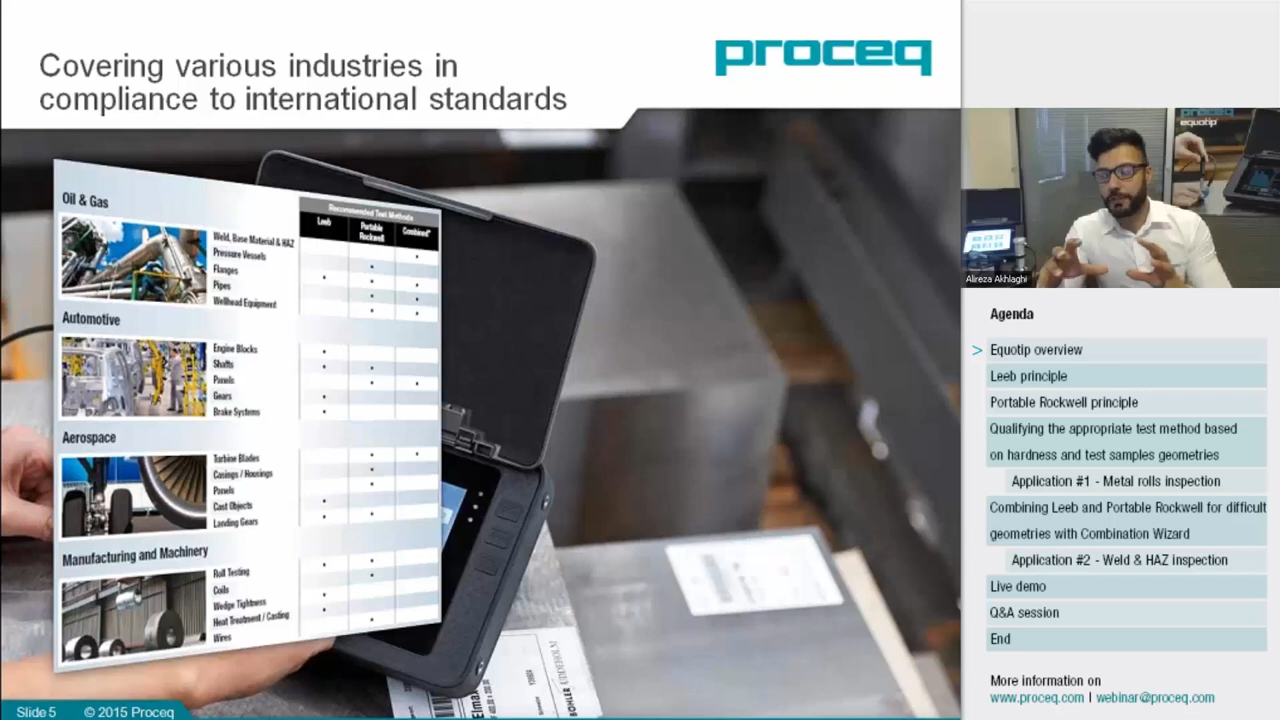 Covering various industries in
compliance to international standards
proceq
Oil & Gas
Recommended Test Methods
Leeb
Portable
Rockwell
Combined*
Weld, Base Material & HAZ
Pressure Vessels
Flanges
Pipes
Wellhead Equipment
Automotive
Engine Blocks
Shafts
Panels
Gears
Brake Systems
Aerospace
Turbine Blades
Casings / Housings
Panels
Cast Objects
Landing Gears
Manufacturing and Machinery
Roll Testing
Coils
Wedge Tightness
Heat Treatment / Casting
Wires
Elmax
BÖHLER UDDEHOLM
Slide 5 © 2015 Proceq
proceq
equotip
Alireza Akhlaghi
Agenda
> Equotip overview
Leeb principle
Portable Rockwell principle
Qualifying the appropriate test method based
on hardness and test samples geometries
Application #1 - Metal rolls inspection
Combining Leeb and Portable Rockwell for difficult
geometries with Combination Wizard
Application #2 - Weld & HAZ inspection
Live demo
Q&A session
End
More information on
www.proceq.com | webinar@proceq.com